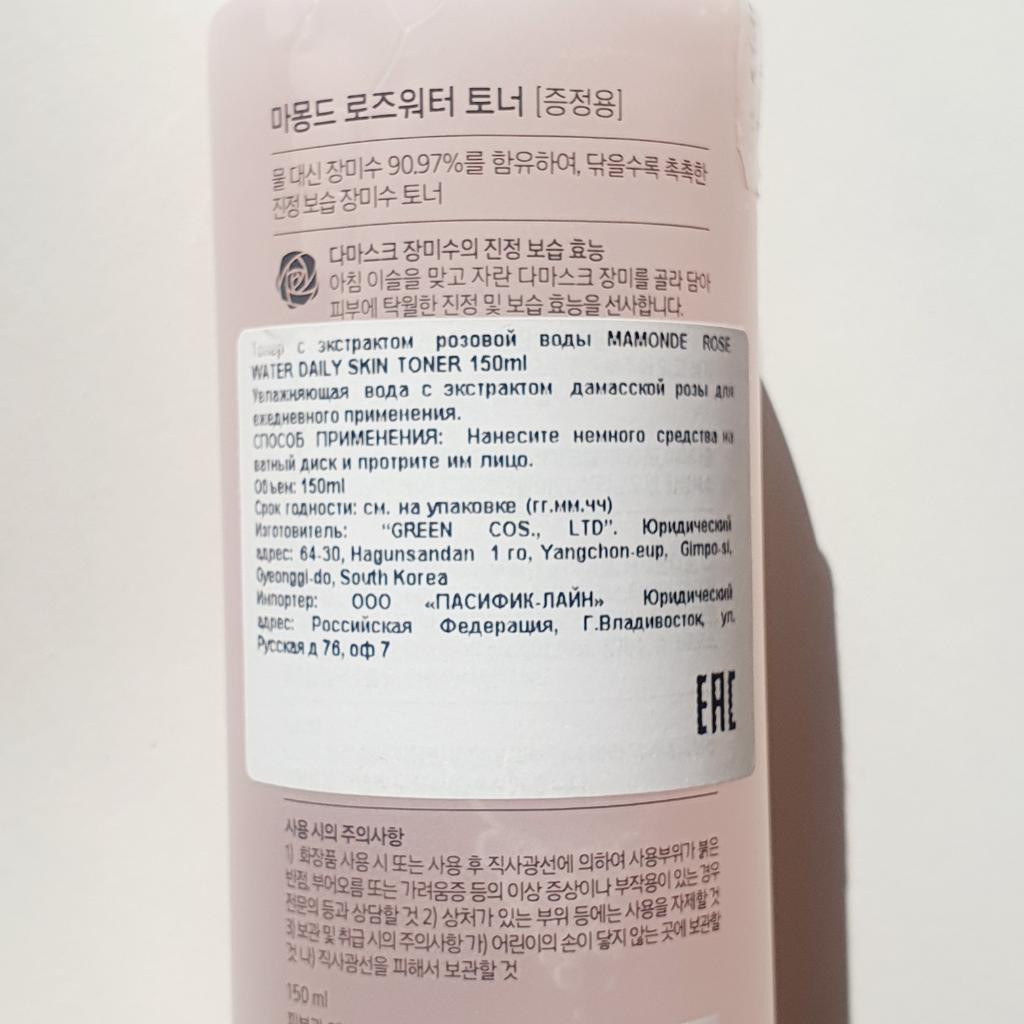 마몽드 로즈워터 토너 [증정용]
물 대신 장미수 90.97%를 함유하여, 닦을수록 촉촉한
진정 보습 장미수 토너
다마스크 장미수의 진정 보습 효능
아침 이슬을 맞고 자란 다마스크 장미를 골라 담아
피부에 탁월한 진정 및 보습 효능을 선사합니다.
Тонер с экстрактом розовой воды MAMONDE ROSE
WATER DAILY SKIN TONER 150ml
Увлажняющая вода с экстрактом дамасской розы для
ежедневного применения.
СПОСОБ ПРИМЕНЕНИЯ: Нанесите немного средства на
ватный диск и протрите им лицо.
Объем: 150ml
Срок годности: см. на упаковке (гг.мм.чч)
Изготовитель: "GREEN COS., LTD". Юридический
адрес: 64-30, Hagunsandan 1 ro, Yangchon-eup, Gimpo-si,
Gyeonggi-do, South Korea
Импортер: ООО «ПАСИФИК-ЛАЙН» Юридический
адрес: Российская Федерация, Г.Владивосток, ул.
Русская д 76, оф 7
EAC
사용 시의 주의사항
1) 화장품 사용 시 또는 사용 후 직사광선에 의하여 사용부위가 붉은
반점, 부어오름 또는 가려움증 등의 이상 증상이나 부작용이 있는 경우
전문의 등과 상담할 것 2) 상처가 있는 부위 등에는 사용을 자제할 것
3) 보관 및 취급 시의 주의사항 가) 어린이의 손이 닿지 않는 곳에 보관할
것 나) 직사광선을 피해서 보관할 것
150 ml